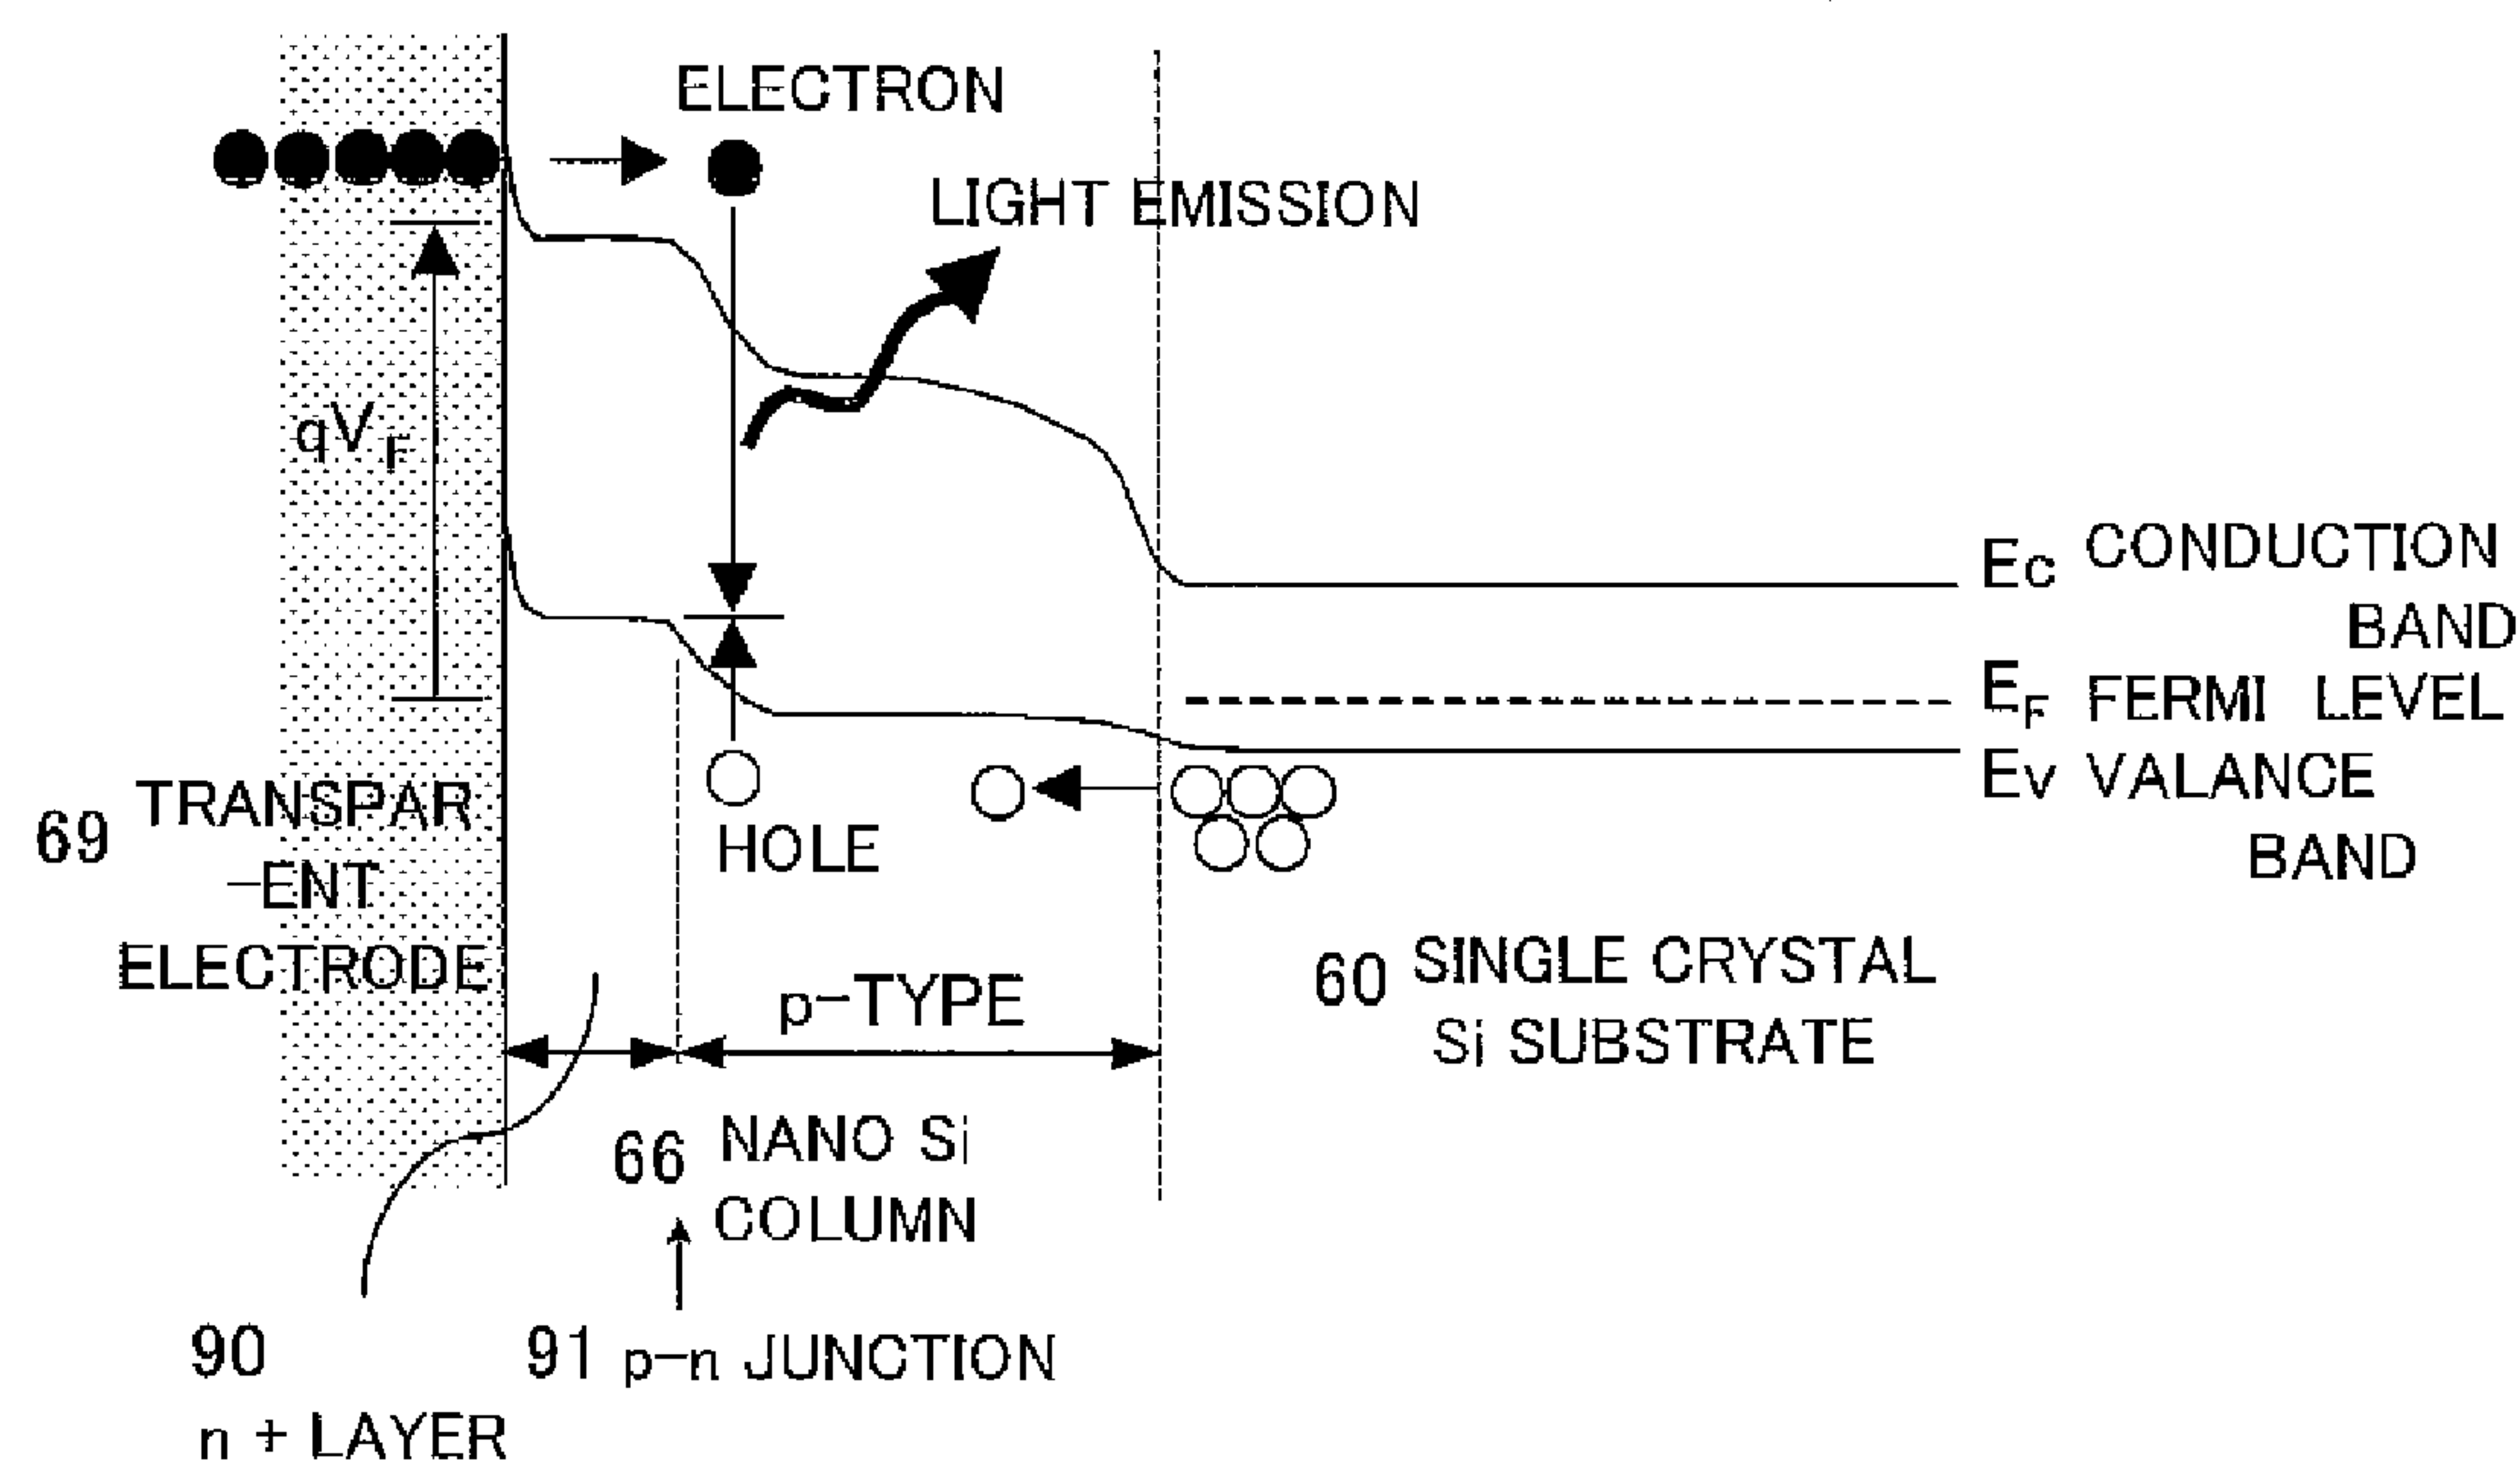 ELECTRON
LIGHT EMISSION
qVF
Ec CONDUCTION
BAND
EF FERMI LEVEL
Ev VALANCE
BAND
HOLE
69 TRANSPAR
-ENT
ELECTRODE
p-TYPE
60 SINGLE CRYSTAL
Si SUBSTRATE
66 NANO Si
COLUMN
90
n + LAYER
91 p-n JUNCTION